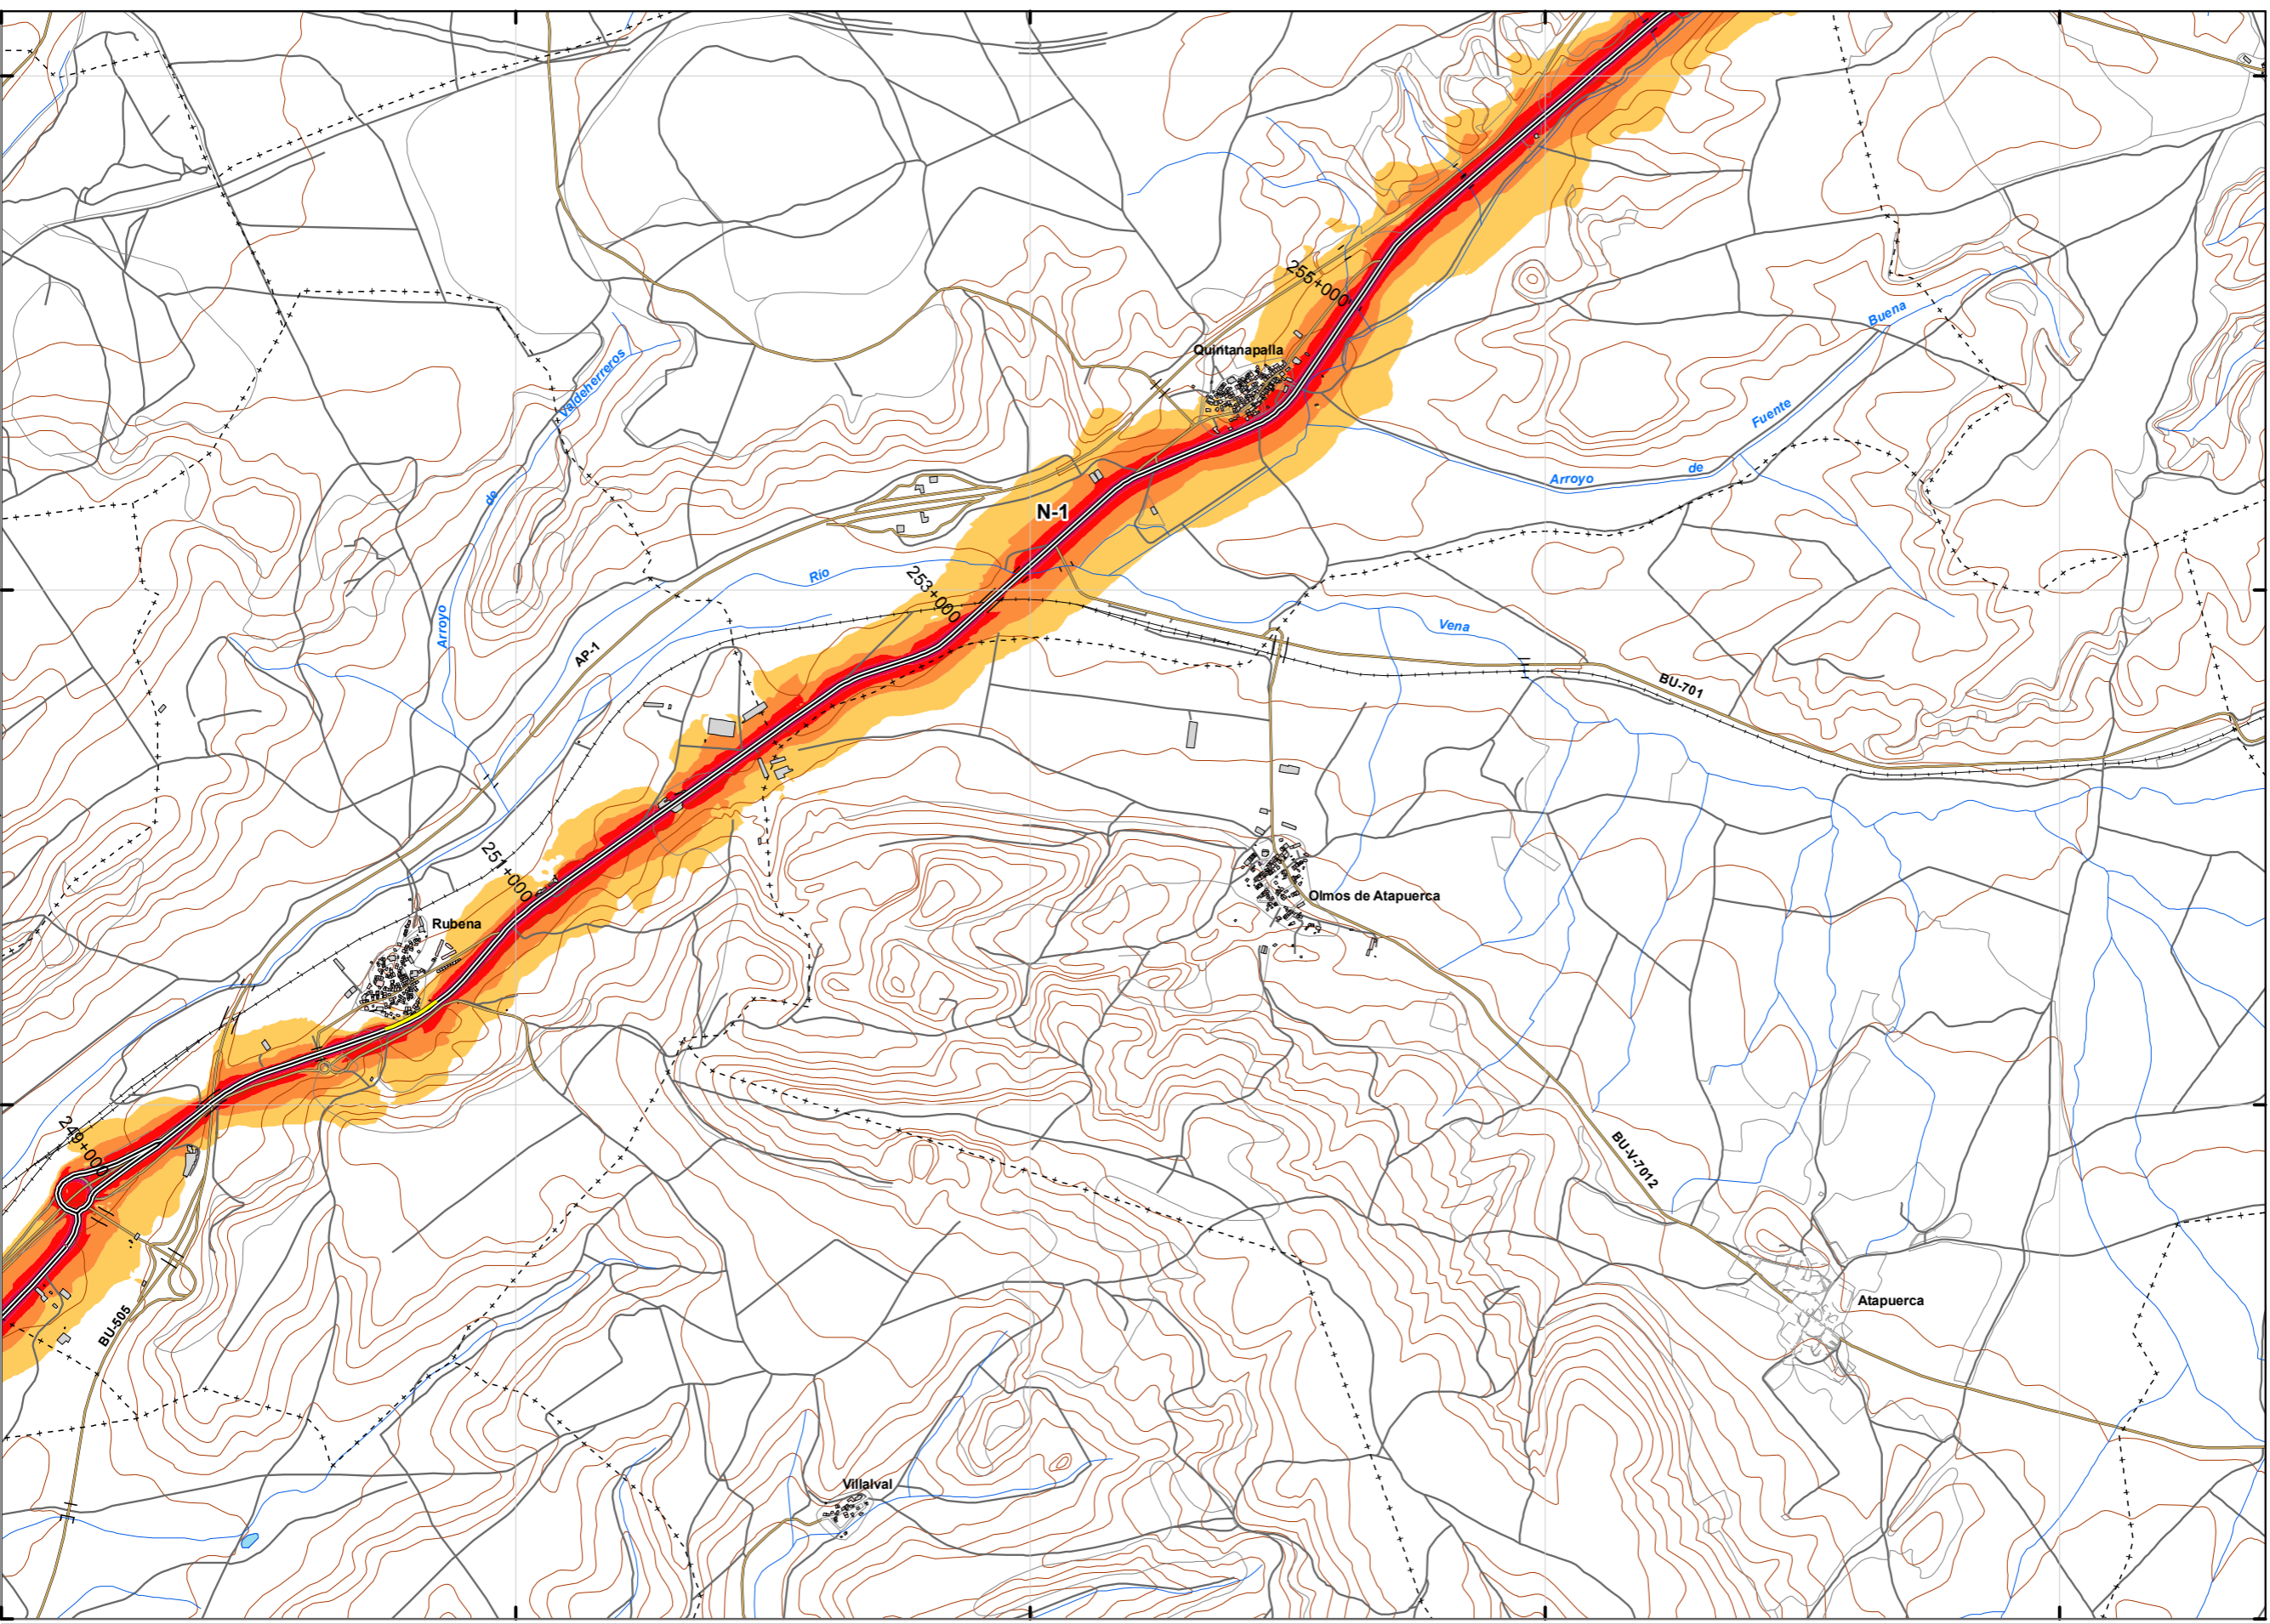 255+000
Buena
Quintanapalla
Valdeherreros
Fuente
de
Arroyo
de
N-1
Río
253+000
Arroyo
Vena
AP-1
BU-701
251+000
Olmos de Atapuerca
Rubena
249+000
BU-V-7012
Atapuerca
BU-505
Villalval